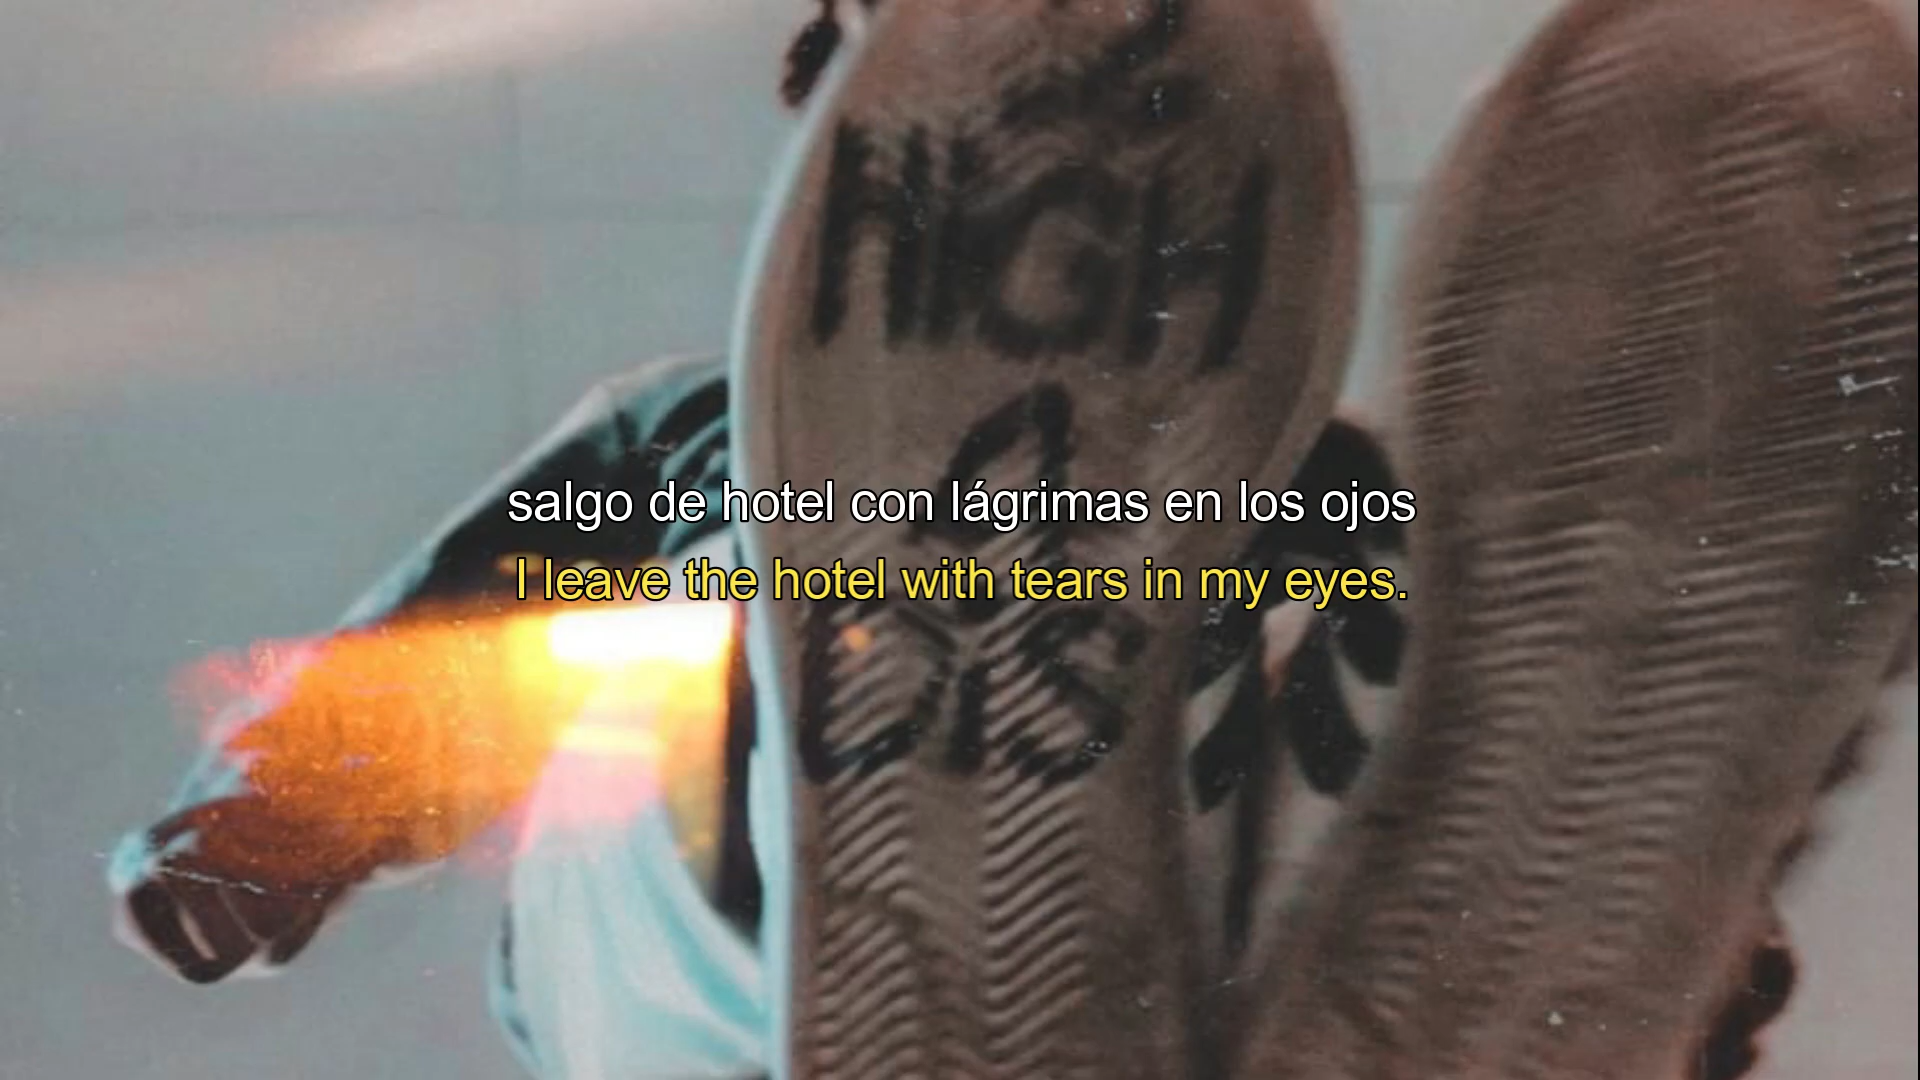 HIGH
salgo de hotel con lágrimas en los ojos
I leave the hotel with tears in my eyes.